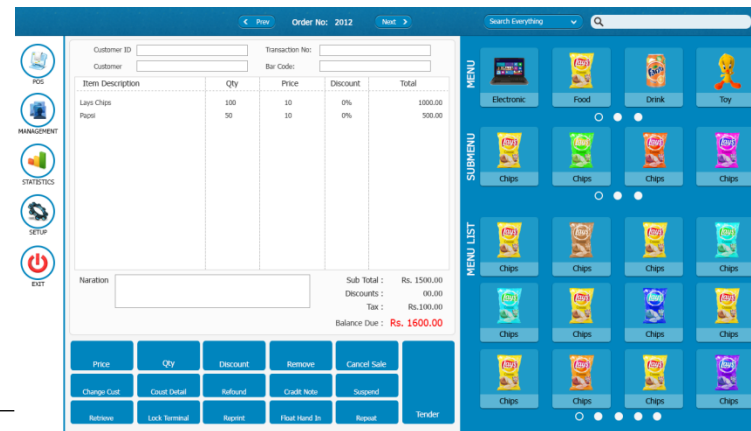 Prev Order No: 2012 Next Search Everything
POS
MANAGEMENT
STATISTICS
SETUP
EXIT
Customer ID Transaction No:
Customer Bar Code:
Item Description Qty Price Discount Total
Lays Chips 100 10 0% 1000.00
Papsi 50 10 0% 500.00
Naration
Sub Total : Rs. 1500.00
Discounts : 00.00
Tax : Rs.100.00
Balance Due : Rs. 1600.00
Price Qty Discount Remove Cancel Sale
Change Cust Coust Detail Refound Cradit Note Suspend
Retrieve Lock Terminal Reprint Float Hand In Repeat Tender
MENU
Electronic Food Drink Toy
SUBMENU
Chips Chips Chips Chips
MENU LIST
Chips Chips Chips Chips
Chips Chips Chips Chips
Chips Chips Chips Chips